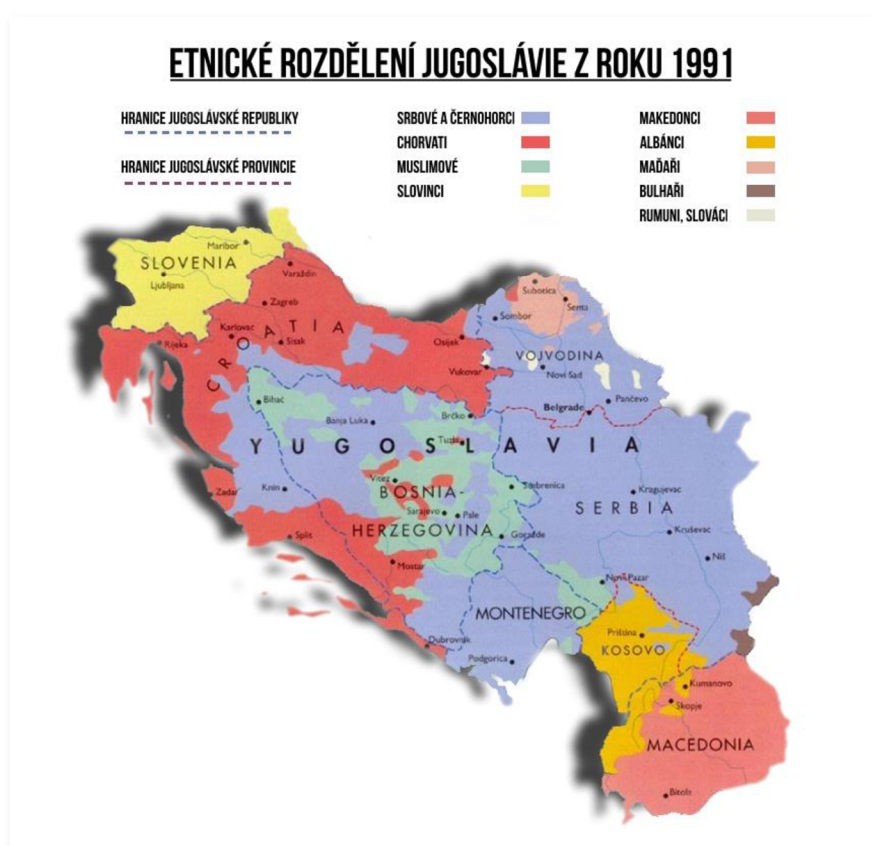 ETNICKÉ ROZDĚLENÍ JUGOSLÁVIE Z ROKU 1991
HRANICE JUGOSLÁVSKÉ REPUBLIKY
HRANICE JUGOSLÁVSKÉ PROVINCIE
SRBOVÉ A ČERNOHORCI
CHORVATI
MUSLIMOVÉ
SLOVINCI
MAKEDONCI
ALBÁNCI
MAĎAŘI
BULHAŘI
RUMUNI, SLOVÁCI
Maribor
SLOVENIA
Ljubljana
Varaždin
Zagreb
Karlovac
CROATIA
Sisak
Rijeka
Osijek
Vukovar
Subotica
Senta
Sombor
VOJVODINA
Novi Sad
Pančevo
Belgrade
Bihać
Banja Luka
Brčko
Tuzla
YUGOSLAVIA
Vitez
BOSNIA-
HERZEGOVINA
Srebrenica
Sarajevo
Pale
Goražde
Knin
Zadar
Split
Mostar
Kragujevac
SERBIA
Kruševac
Niš
Novi Pazar
MONTENEGRO
Dubrovnik
Podgorica
Priština
KOSOVO
Kumanovo
Skopje
MACEDONIA
Bitola